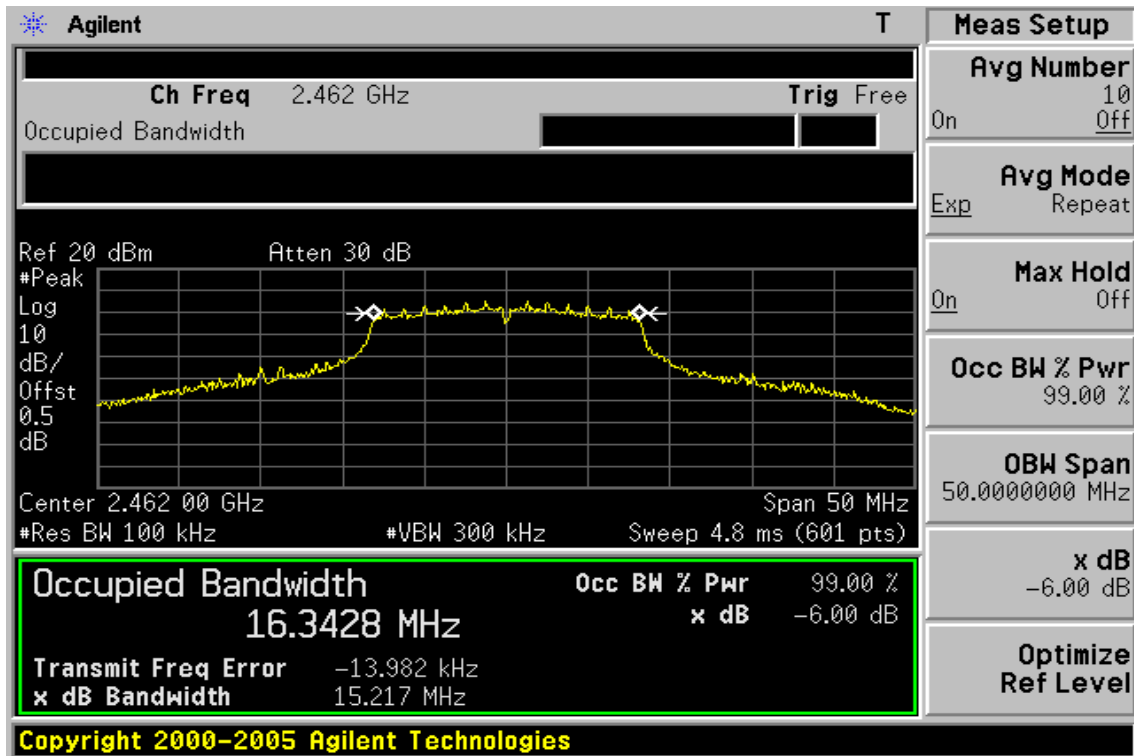 Agilent T
Ch Freq 2.462 GHz Trig Free
Occupied Bandwidth
Ref 20 dBm Atten 30 dB
#Peak
Log
10
dB/
Offst
0.5
dB
Center 2.462 00 GHz Span 50 MHz
#Res BW 100 kHz #VBW 300 kHz Sweep 4.8 ms (601 pts)
Occupied Bandwidth Occ BW % Pwr 99.00 %
16.3428 MHz x dB -6.00 dB
Transmit Freq Error -13.982 kHz
x dB Bandwidth 15.217 MHz
Copyright 2000-2005 Agilent Technologies
Meas Setup
Avg Number
10
On Off
Avg Mode
Exp Repeat
Max Hold
On Off
Occ BW % Pwr
99.00 %
OBW Span
50.0000000 MHz
x dB
-6.00 dB
Optimize
Ref Level